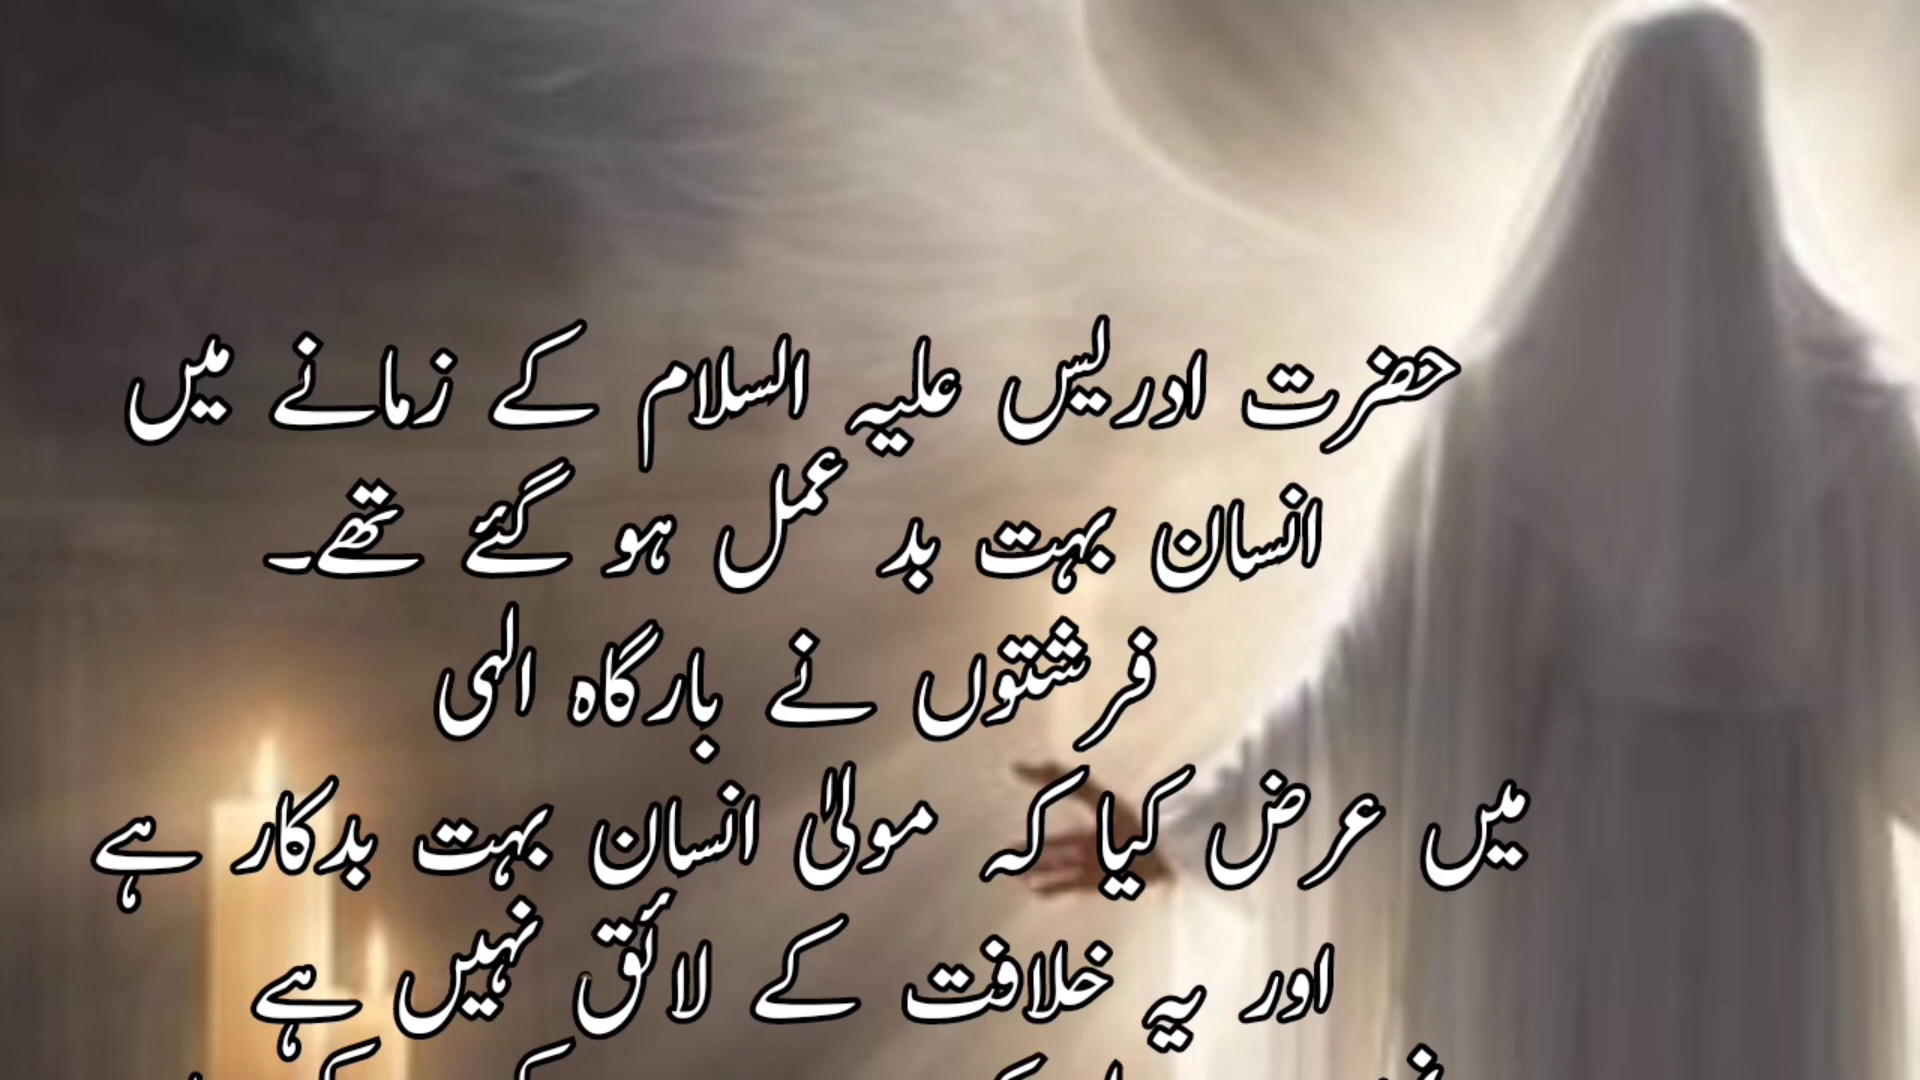 حضرت ادریس علیہ السلام کے زمانے میں
انسان بہت بد عمل ہو گئے تھے۔
فرشتوں نے بارگاہ الہی
میں عرض کیا کہ مولیٰ انسان بہت بدکار ہے
اور یہ خلافت کے لائق نہیں ہے